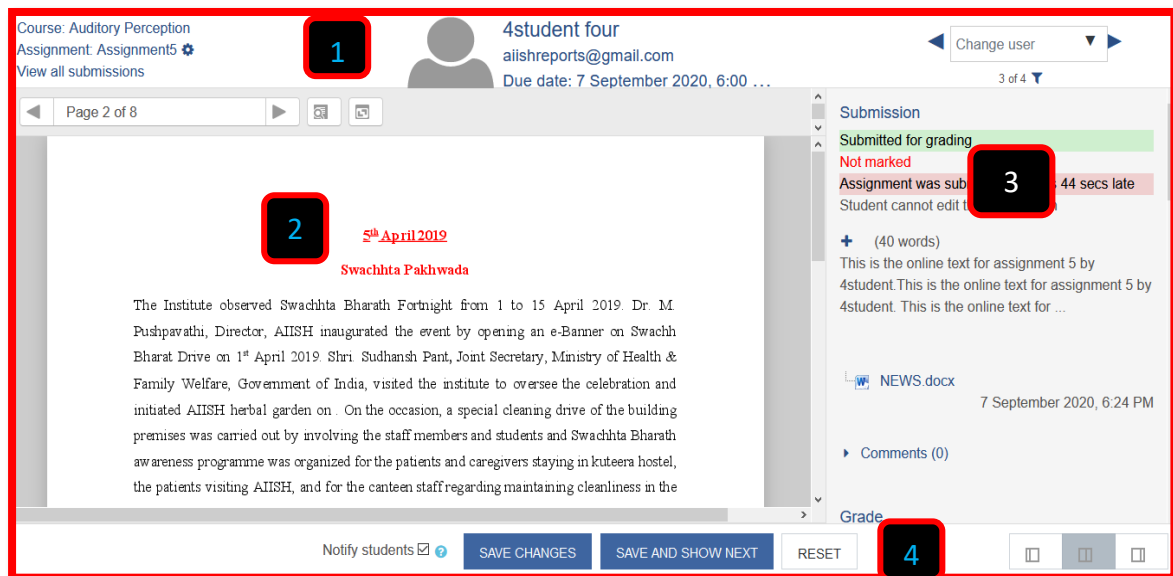 Course: Auditory Perception
Assignment: Assignment5
View all submissions
1
4student four
aiishreports@gmail.com
Due date: 7 September 2020, 6:00 ...
Change user
3 of 4
Page 2 of 8
2
5th April 2019
Swachhta Pakhwada
The Institute observed Swachhta Bharath Fortnight from 1 to 15 April 2019. Dr. M.
Pushpavathi, Director, AIISH inaugurated the event by opening an e-Banner on Swachh
Bharat Drive on 1st April 2019. Shri. Sudhansh Pant, Joint Secretary, Ministry of Health &
Family Welfare, Government of India, visited the institute to oversee the celebration and
initiated AIISH herbal garden on . On the occasion, a special cleaning drive of the building
premises was carried out by involving the staff members and students and Swachhta Bharath
awareness programme was organized for the patients and caregivers staying in kuteera hostel,
the patients visiting AIISH, and for the canteen staff regarding maintaining cleanliness in the
Submission
Submitted for grading
Not marked
Assignment was 44 secs late
3
Student cannot edit
(40 words)
This is the online text for assignment 5 by
4student.This is the online text for assignment 5 by
4student. This is the online text for ...
NEWS.docx
7 September 2020, 6:24 PM
Comments (0)
Grade
Notify students
SAVE CHANGES
SAVE AND SHOW NEXT
RESET
4